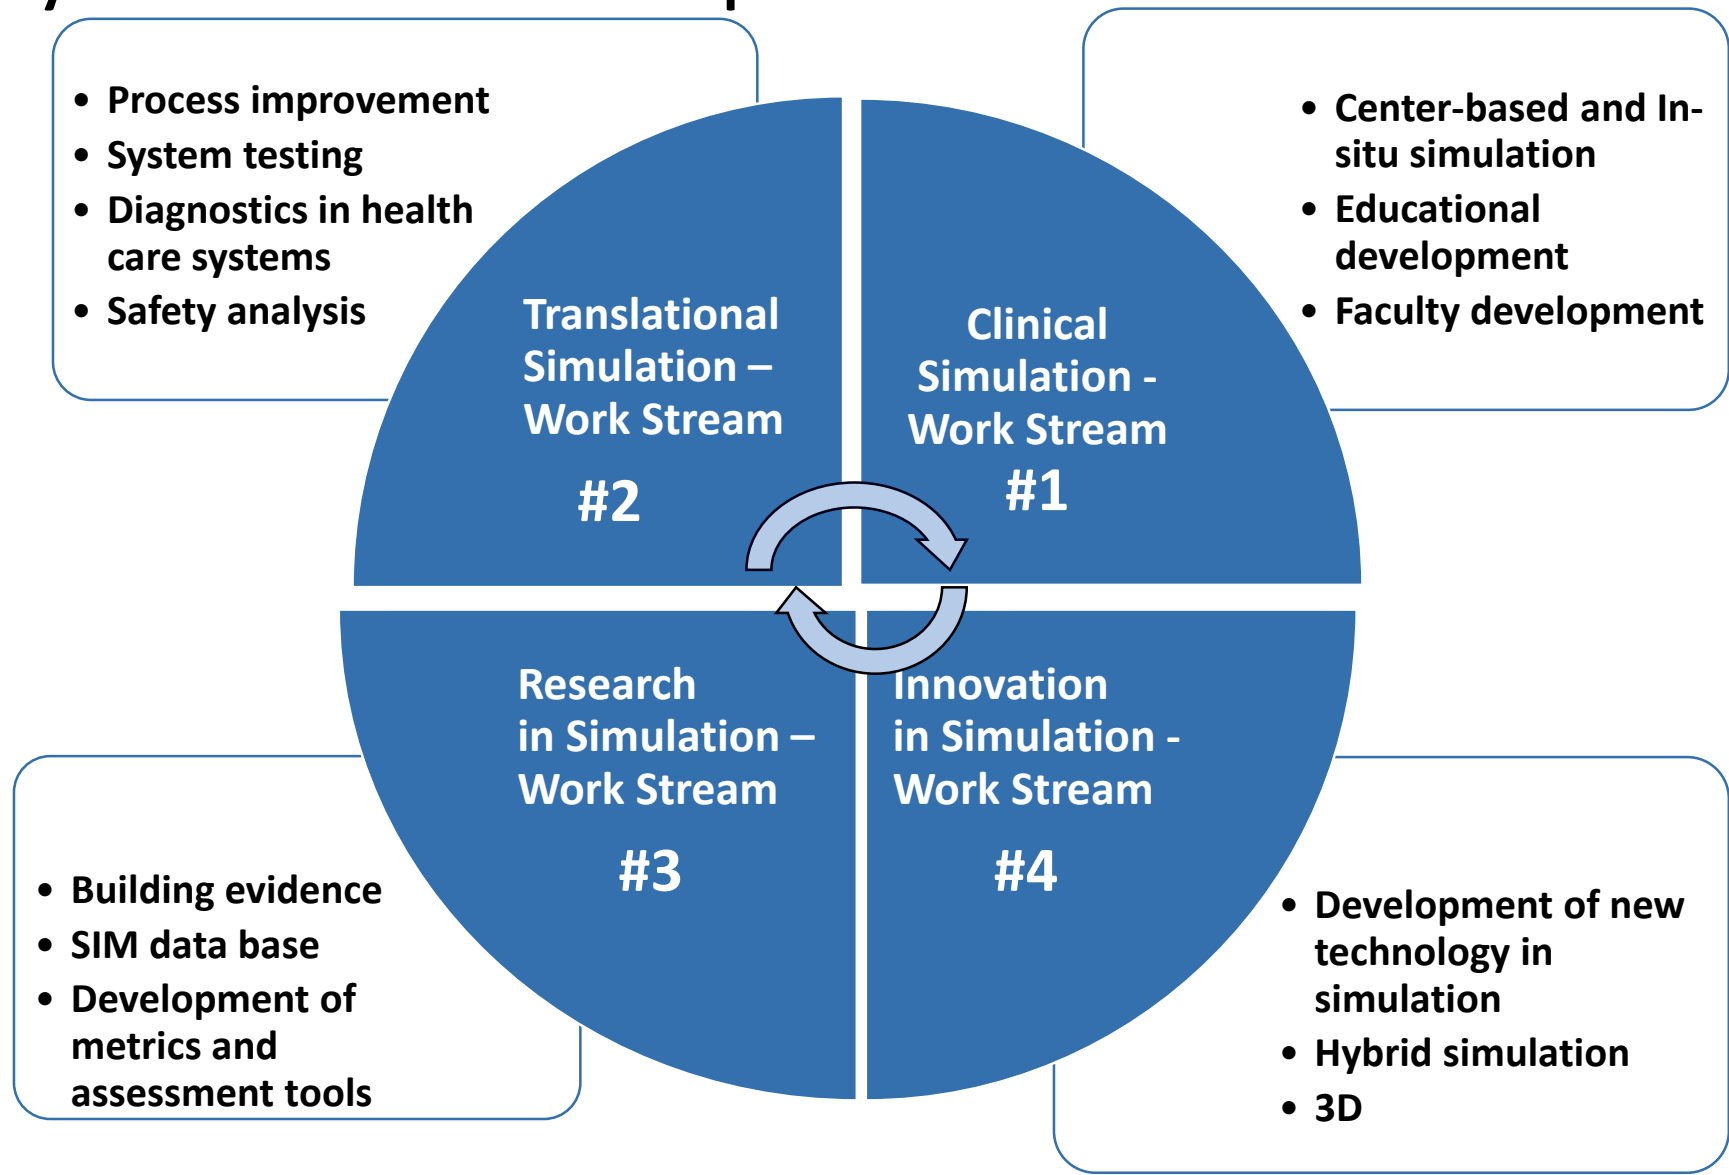 • Process improvement
• System testing
• Diagnostics in health
care systems
• Safety analysis
• Center-based and In-
situ simulation
• Educational
development
• Faculty development
Translational
Simulation –
Work Stream
#2
Clinical
Simulation -
Work Stream
#1
Research
in Simulation –
Work Stream
#3
Innovation
in Simulation -
Work Stream
#4
• Building evidence
• SIM data base
• Development of
metrics and
assessment tools
• Development of new
technology in
simulation
• Hybrid simulation
• 3D